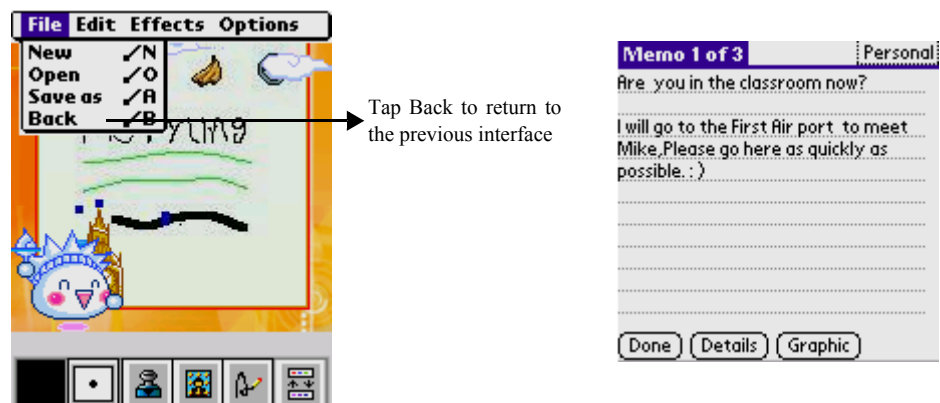 File Edit Effects Options
New /N
Open /O
Save as /A
Back /B
Tap Back to return to
the previous interface
Memo 1 of 3 Personal
Are you in the classroom now?
I will go to the First Air port to meet
Mike,Please go here as quickly as
possible. : )
Done Details Graphic